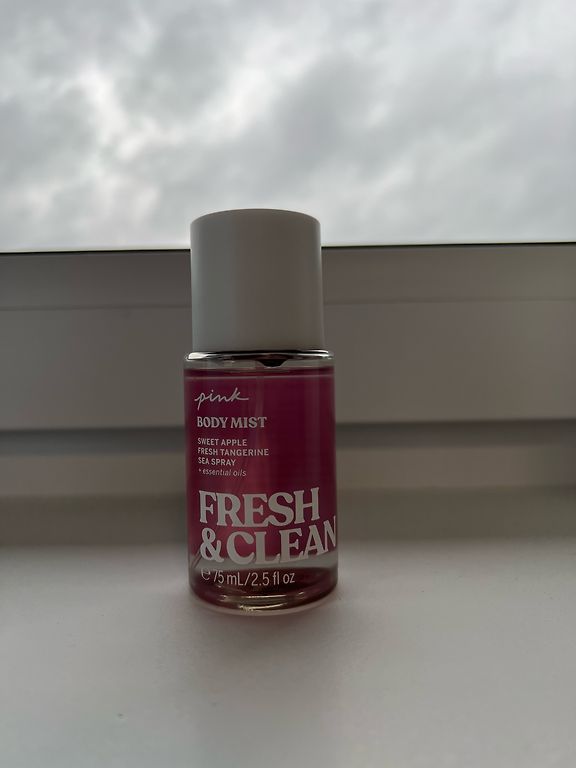 pink
BODY MIST
SWEET APPLE
FRESH TANGERINE
SEA SPRAY
+ essential oils
FRESH
& CLEAN
℮ 75 mL/2.5 fl oz